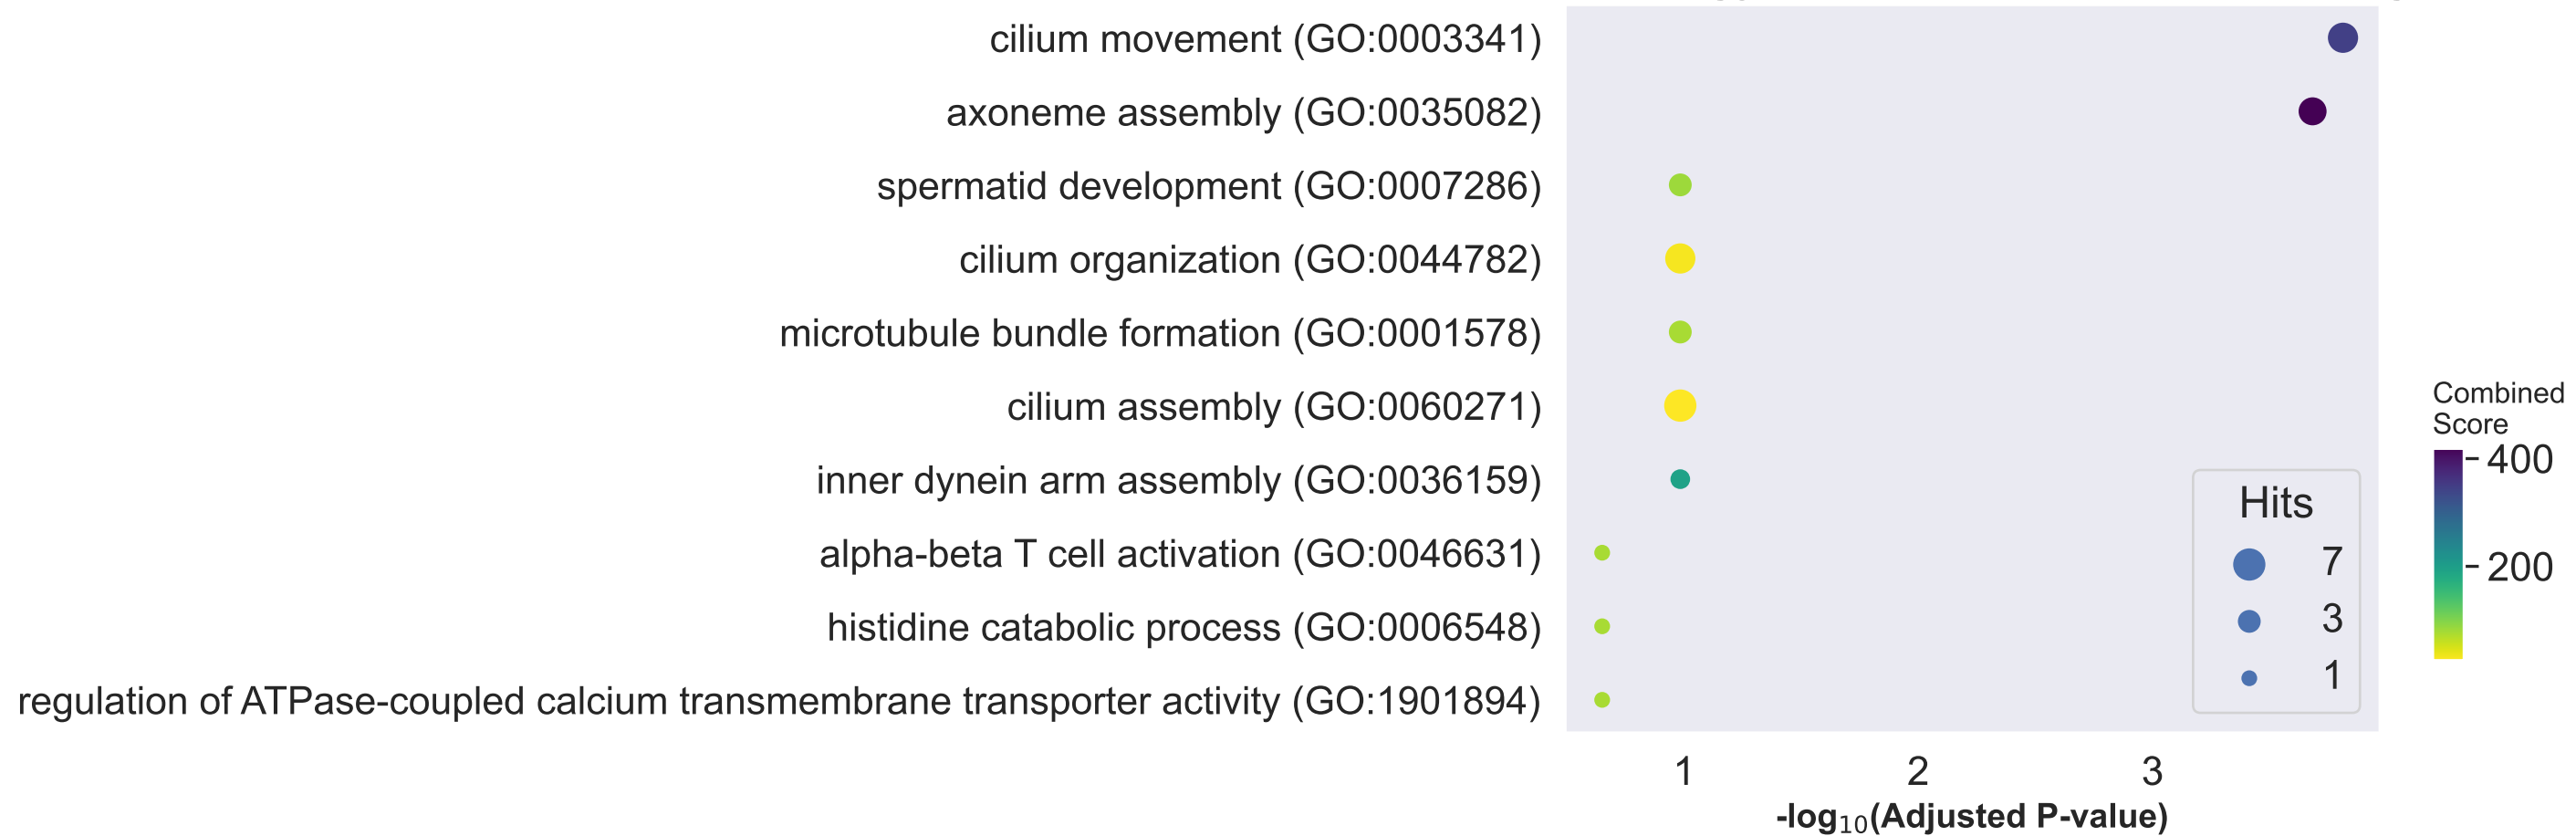 cilium movement (GO:0003341)
axoneme assembly (GO:0035082)
spermatid development (GO:0007286)
cilium organization (GO:0044782)
microtubule bundle formation (GO:0001578)
cilium assembly (GO:0060271)
inner dynein arm assembly (GO:0036159)
alpha-beta T cell activation (GO:0046631)
histidine catabolic process (GO:0006548)
regulation of ATPase-coupled calcium transmembrane transporter activity (GO:1901894)
1 2 3
-log₁₀(Adjusted P-value)
Hits
7
3
1
Combined
Score
400
200